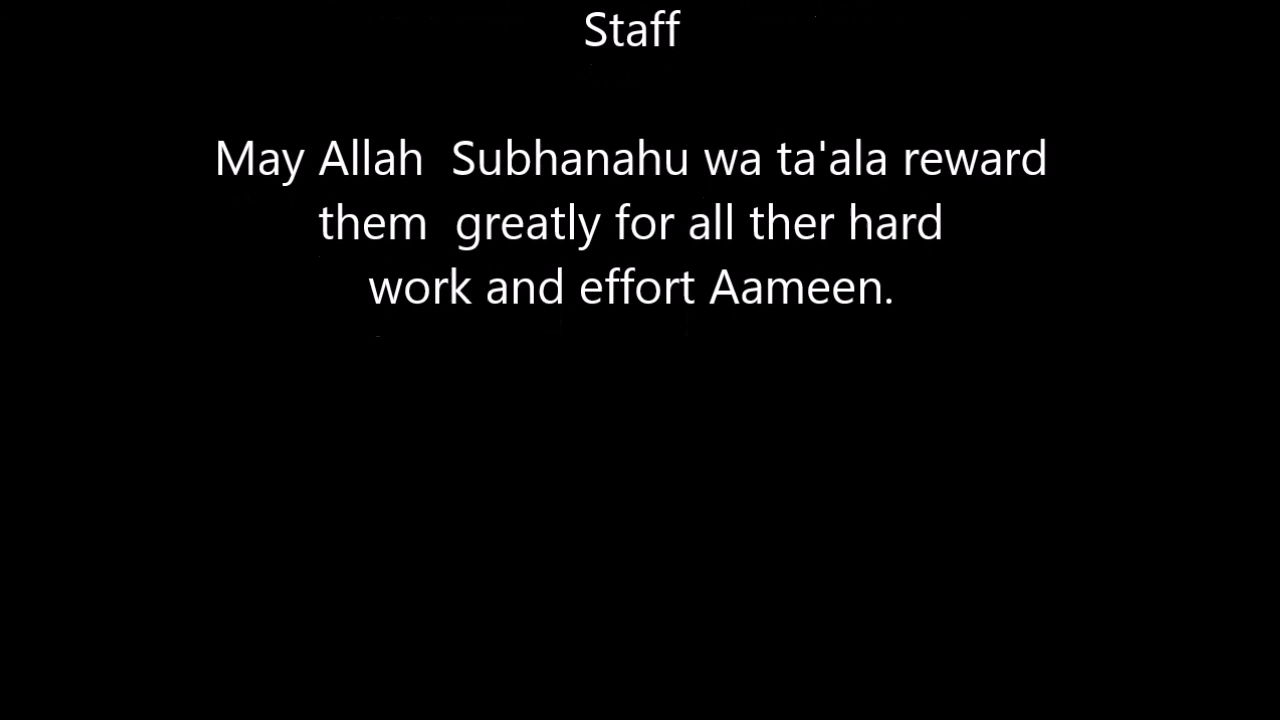 Staff
May Allah  Subhanahu wa ta'ala reward
them  greatly for all ther hard
work and effort Aameen.